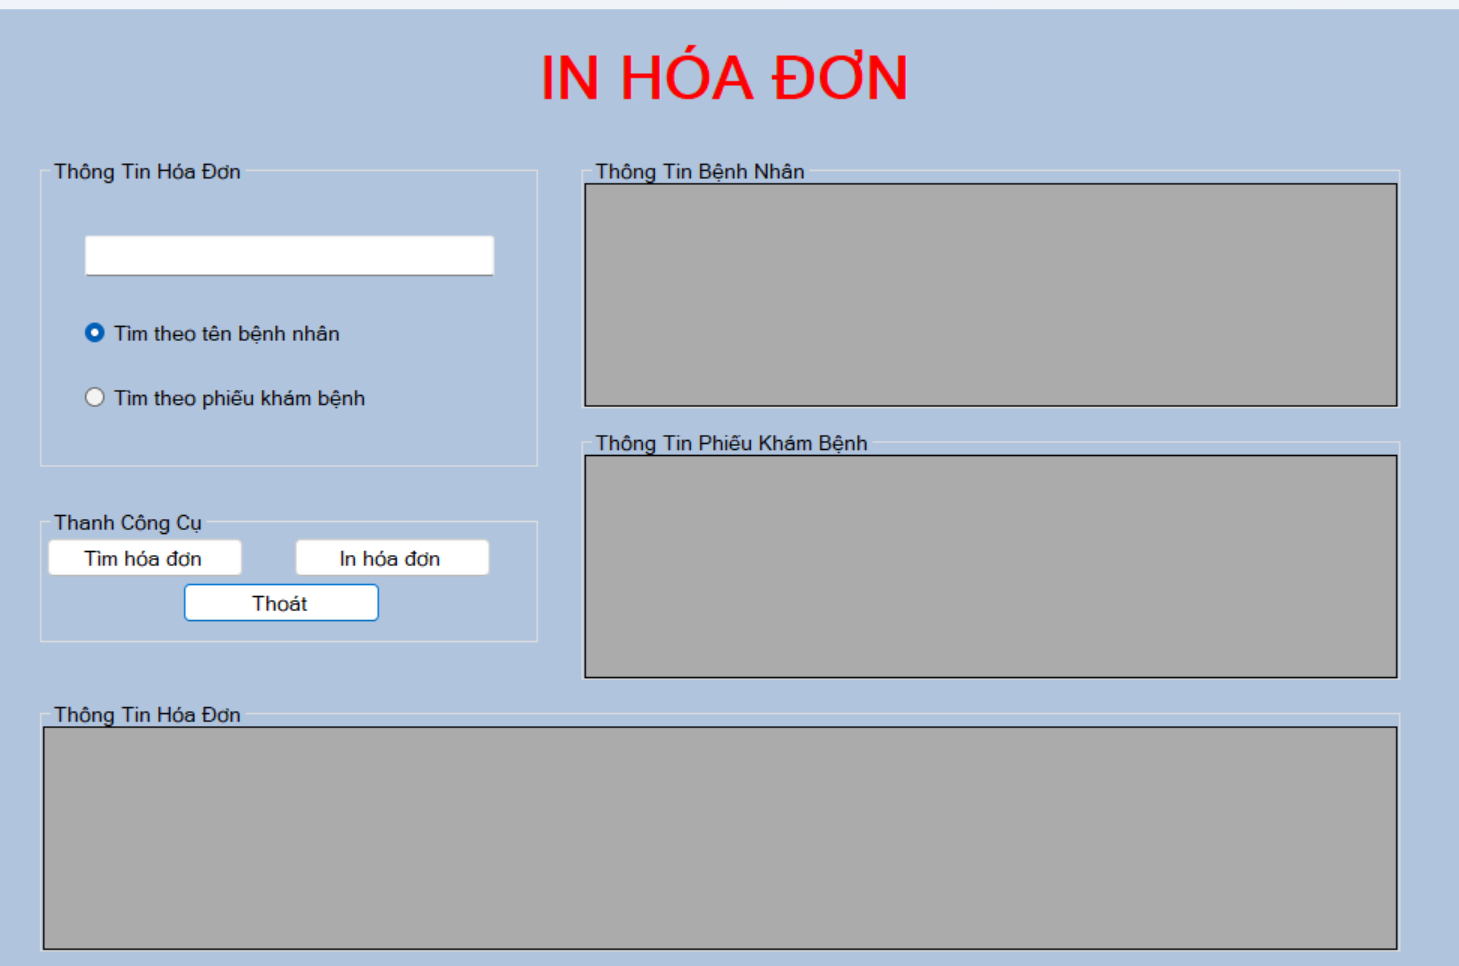 IN HÓA ĐƠN
Thông Tin Hóa Đơn
Tìm theo tên bệnh nhân
Tìm theo phiếu khám bệnh
Thanh Công Cụ
Tìm hóa đơn
In hóa đơn
Thoát
Thông Tin Bệnh Nhân
Thông Tin Phiếu Khám Bệnh
Thông Tin Hóa Đơn